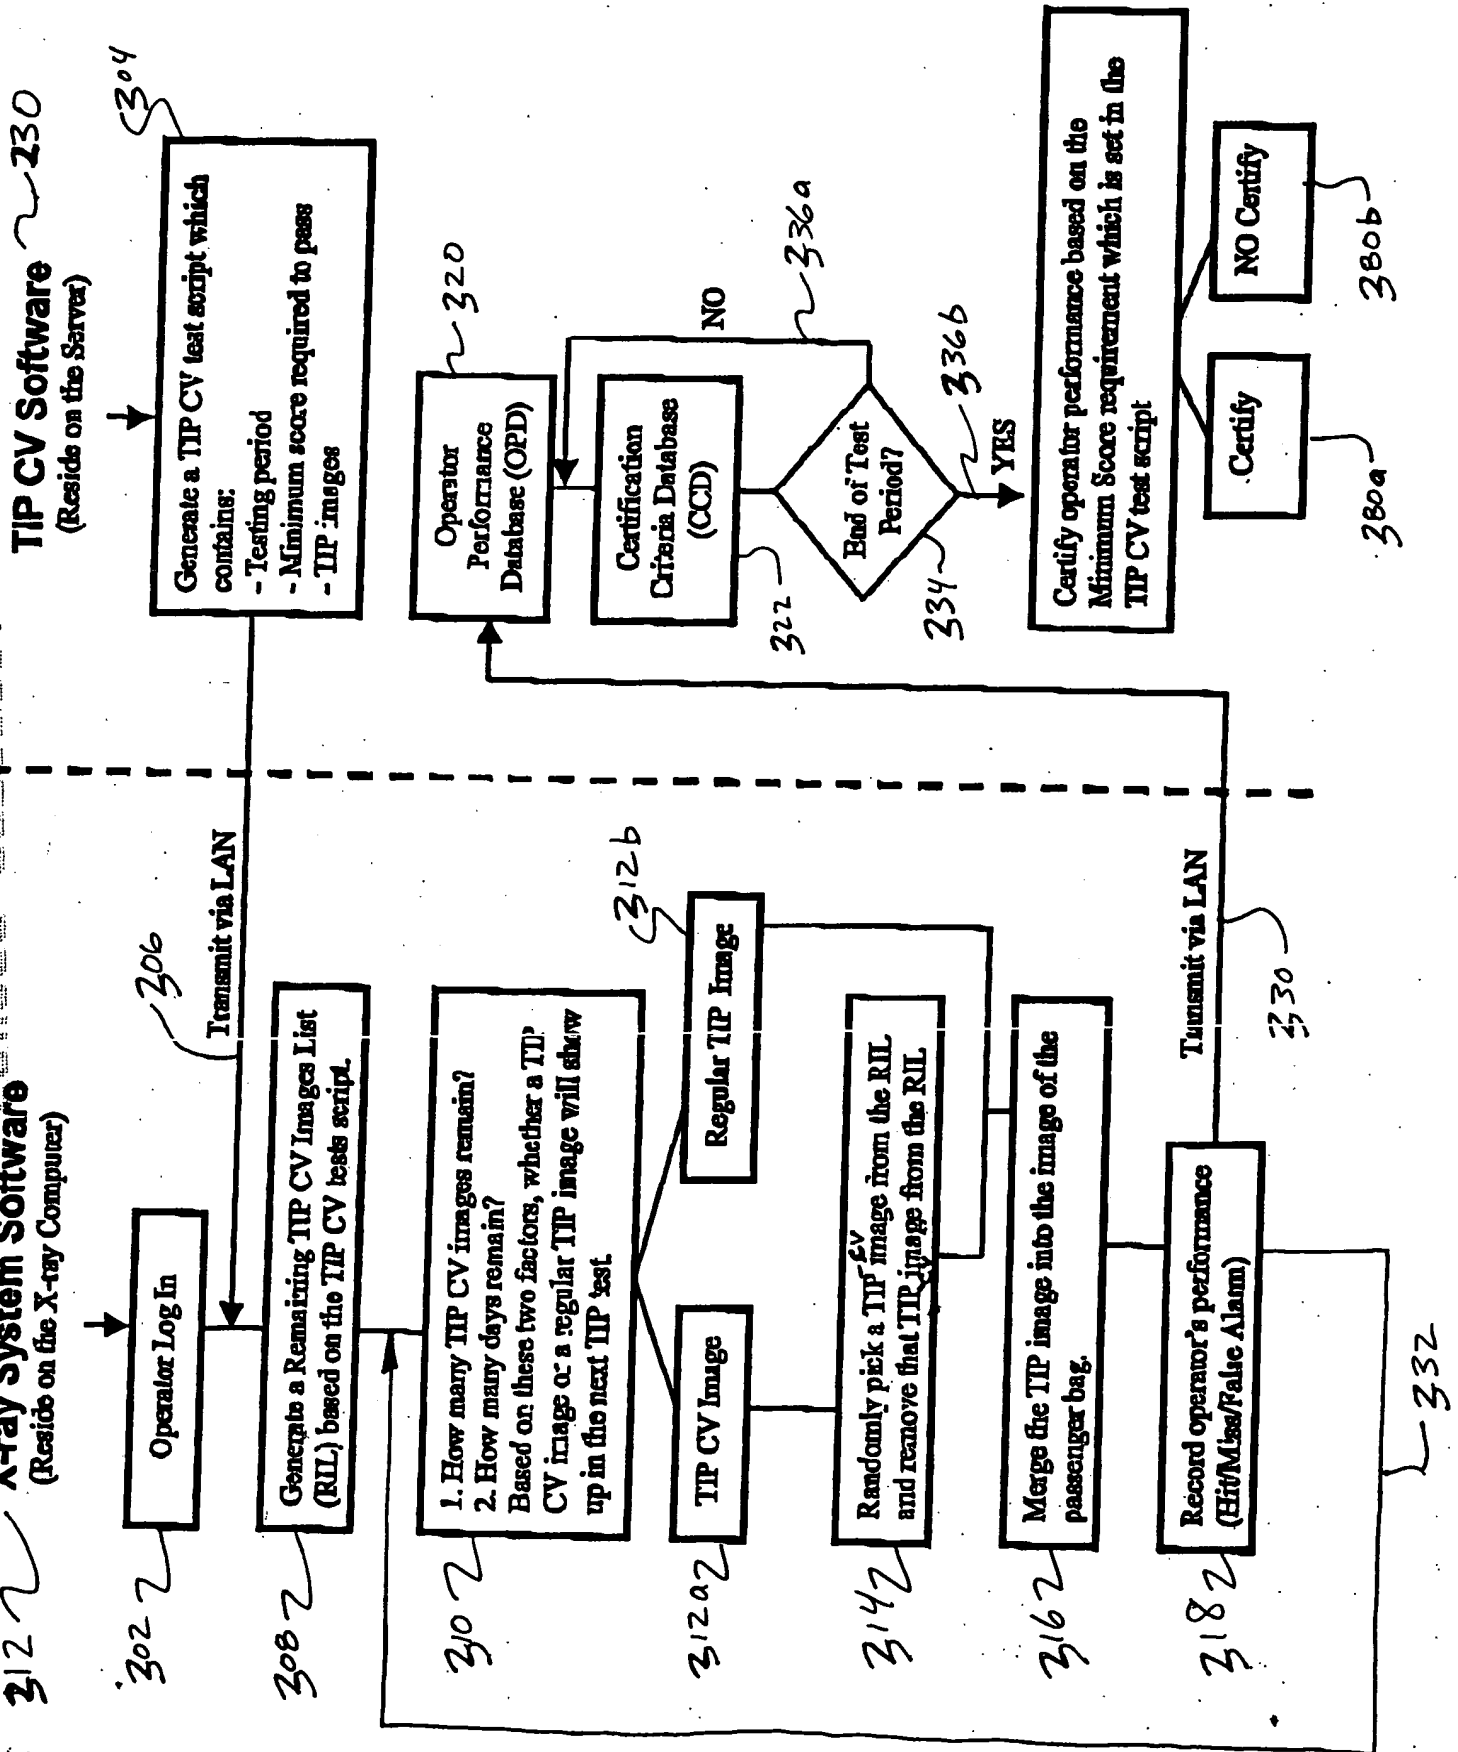 312
X-ray System Software
(Reside on the X-ray Computer)
302
Operator Log In
306
Transmit via LAN
308
Generate a Remaining TIP CV Images List
(RIL) based on the TIP CV tests script.
310
1. How many TIP CV images remain?
2. How many days remain?
Based on these two factors, whether a TIP
CV image or a regular TIP image will show
up in the next TIP test.
312a
TIP CV Image
312b
Regular TIP Image
314
CV
Randomly pick a TIP image from the RIL
and remove that TIP image from the RIL
CV
316
Merge the TIP image into the image of the
passenger bag.
318
Record operator's performance
(Hit/Miss/False Alarm)
Transmit via LAN
330
332
TIP CV Software
230
(Reside on the Server)
304
Generate a TIP CV test script which
contains:
- Testing period
- Minimum score required to pass
- TIP images
320
Operator
Performance
Database (OPD)
322
Certification
Criteria Database
(CCD)
NO
336a
334
End of Test
Period?
336b
YES
Certify operator performance based on the
Minimum Score requirement which is set in the
TIP CV test script
Certify
NO Certify
380a
380b